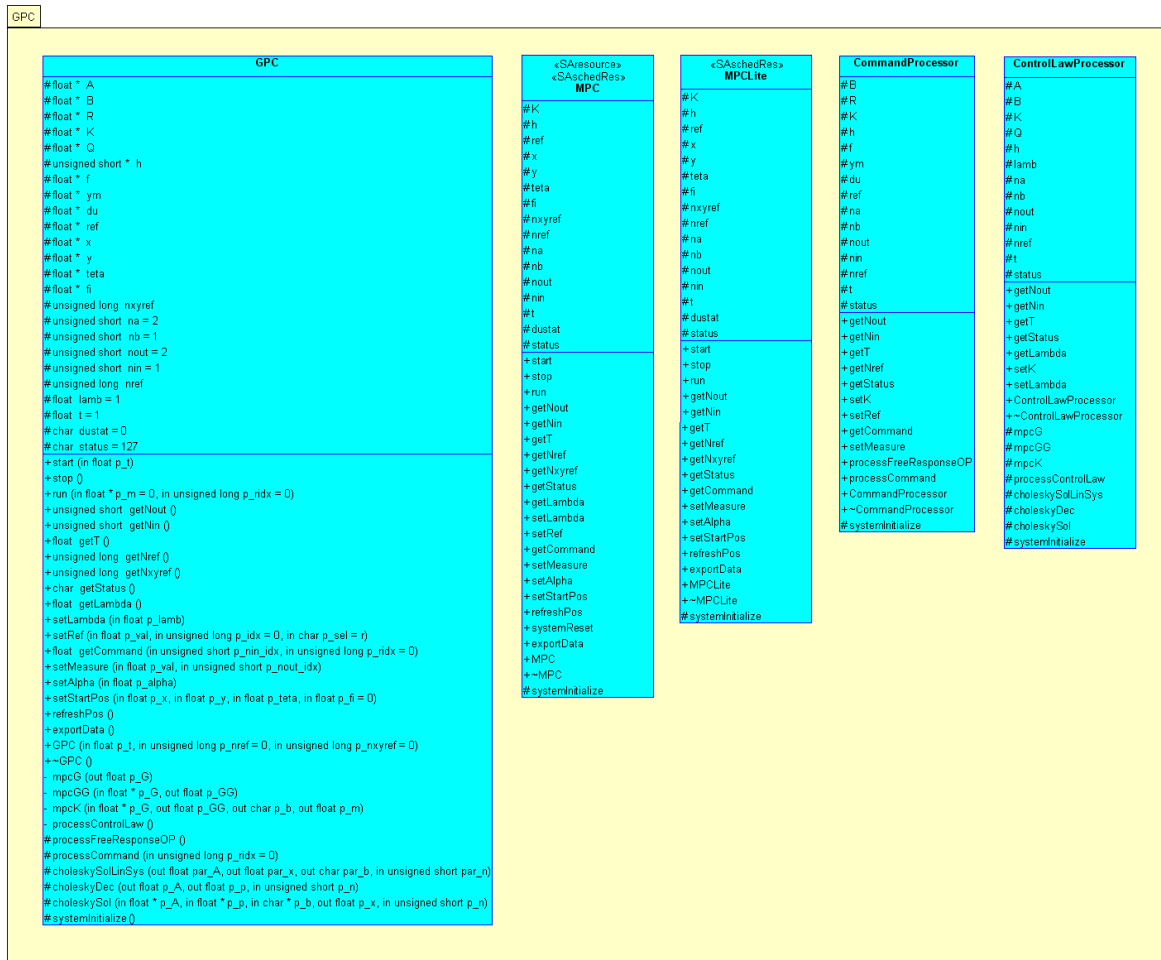 GPC
GPC
#float * A
#float * B
#float * R
#float * K
#float * Q
#unsigned short * h
#float * f
#float * ym
#float * du
#float * ref
#float * x
#float * y
#float * teta
#float * fi
#unsigned long nxyref
#unsigned short na = 2
#unsigned short nb = 1
#unsigned short nout = 2
#unsigned short nin = 1
#unsigned long nref
#float lamb = 1
#float t = 1
#char dustat = 0
#char status = 127
+start (in float p_t)
+stop ()
+run (in float * p_m = 0, in unsigned long p_ridx = 0)
+unsigned short getNout ()
+unsigned short getNin ()
+float getT ()
+unsigned long getNref ()
+unsigned long getNxyref ()
+char getStatus ()
+float getLambda ()
+setLambda (in float p_lamb)
+setRef (in float p_val, in unsigned long p_idx = 0, in char p_sel = r)
+float getCommand (in unsigned short p_nin_idx, in unsigned long p_ridx = 0)
+setMeasure (in float p_val, in unsigned short p_nout_idx)
+setAlpha (in float p_alpha)
+setStartPos (in float p_x, in float p_y, in float p_teta, in float p_fi = 0)
+refreshPos ()
+exportData ()
+GPC (in float p_t, in unsigned long p_nref = 0, in unsigned long p_nxyref = 0)
+~GPC ()
- mpcG (out float p_G)
- mpcGG (in float * p_G, out float p_GG)
- mpcK (in float * p_G, out float p_GG, out char p_b, out float p_m)
- processControlLaw ()
#processFreeResponseOP ()
#processCommand (in unsigned long p_ridx = 0)
#choleskySolLinSys (out float par_A, out float par_x, out char par_b, in unsigned short par_n)
#choleskyDec (out float p_A, out float p_p, in unsigned short p_n)
#choleskySol (in float * p_A, in float * p_p, in char * p_b, out float p_x, in unsigned short p_n)
#systemInitialize ()
«SAresource»
«SAschedRes»
MPC
#K
#h
#ref
#x
#y
#teta
#fi
#nxyref
#nref
#na
#nb
#nout
#nin
#t
#dustat
#status
+start
+stop
+run
+getNout
+getNin
+getT
+getNref
+getNxyref
+getStatus
+getLambda
+setLambda
+setRef
+getCommand
+setMeasure
+setAlpha
+setStartPos
+refreshPos
+systemReset
+exportData
+MPC
+~MPC
#systemInitialize
«SAschedRes»
MPCLite
#K
#h
#ref
#x
#y
#teta
#fi
#nxyref
#nref
#na
#nb
#nout
#nin
#t
#dustat
#status
+start
+stop
+run
+getNout
+getNin
+getT
+getNref
+getNxyref
+getStatus
+getCommand
+setMeasure
+setAlpha
+setStartPos
+refreshPos
+exportData
+MPCLite
+~MPCLite
#systemInitialize
CommandProcessor
#B
#R
#K
#h
#f
#ym
#du
#ref
#na
#nb
#nout
#nin
#nref
#t
#status
+getNout
+getNin
+getT
+getNref
+getStatus
+setK
+setRef
+getCommand
+setMeasure
+processFreeResponseOP
+processCommand
+CommandProcessor
+~CommandProcessor
#systemInitialize
ControlLawProcessor
#A
#B
#K
#Q
#h
#lamb
#na
#nb
#nout
#nin
#nref
#t
#status
+getNout
+getNin
+getT
+getStatus
+getLambda
+setK
+setLambda
+ControlLawProcessor
+~ControlLawProcessor
#mpcG
#mpcGG
#mpcK
#processControlLaw
#choleskySolLinSys
#choleskyDec
#choleskySol
#systemInitialize